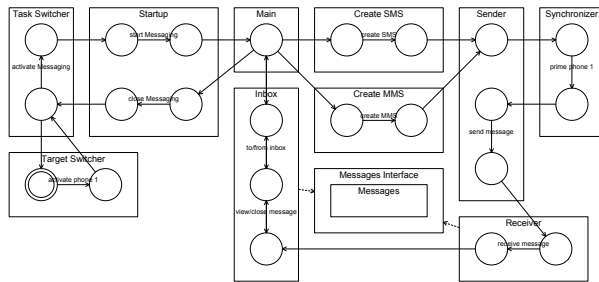 Task Switcher
Startup
Main
Create SMS
Sender
Synchronizer
start Messaging
create SMS
activate Messaging
prime phone 1
close Messaging
Inbox
Create MMS
create MMS
send message
to/from inbox
Target Switcher
activate phone 1
Messages Interface
Messages
view/close message
Receiver
receive message